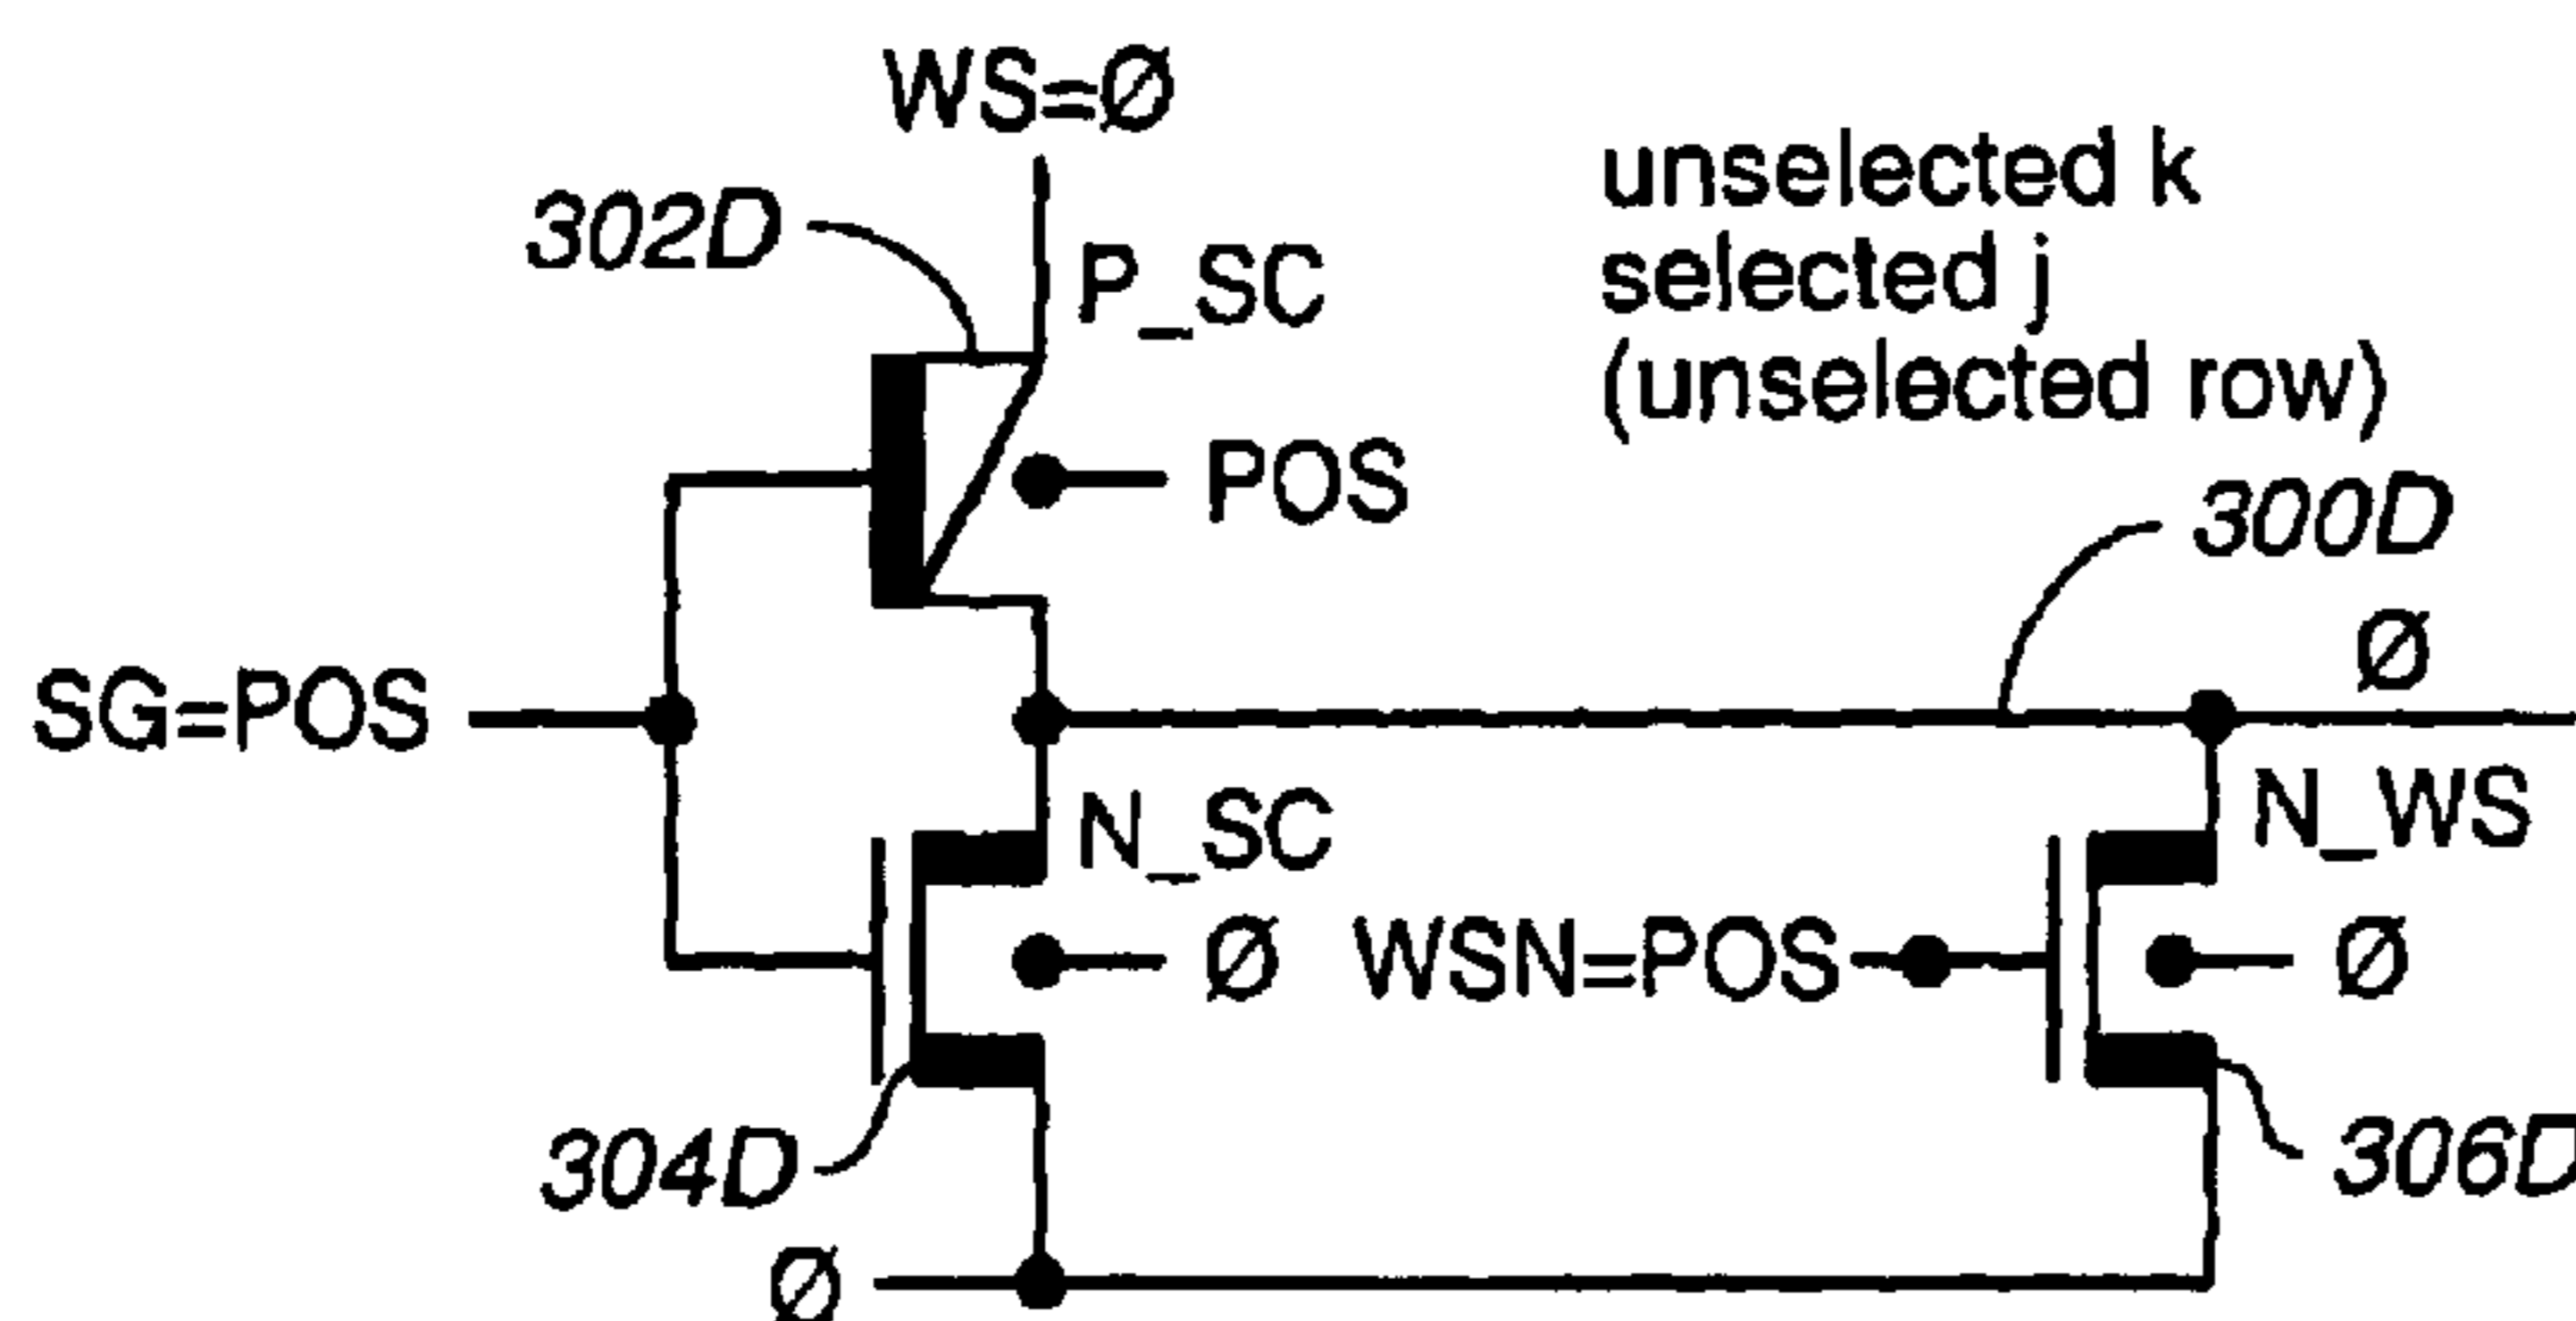 WS=Ø
302D
P_SC
unselected k
selected j
(unselected row)
POS
300D
Ø
SG=POS
N_SC
N_WS
Ø
WSN=POS
Ø
304D
306D
Ø